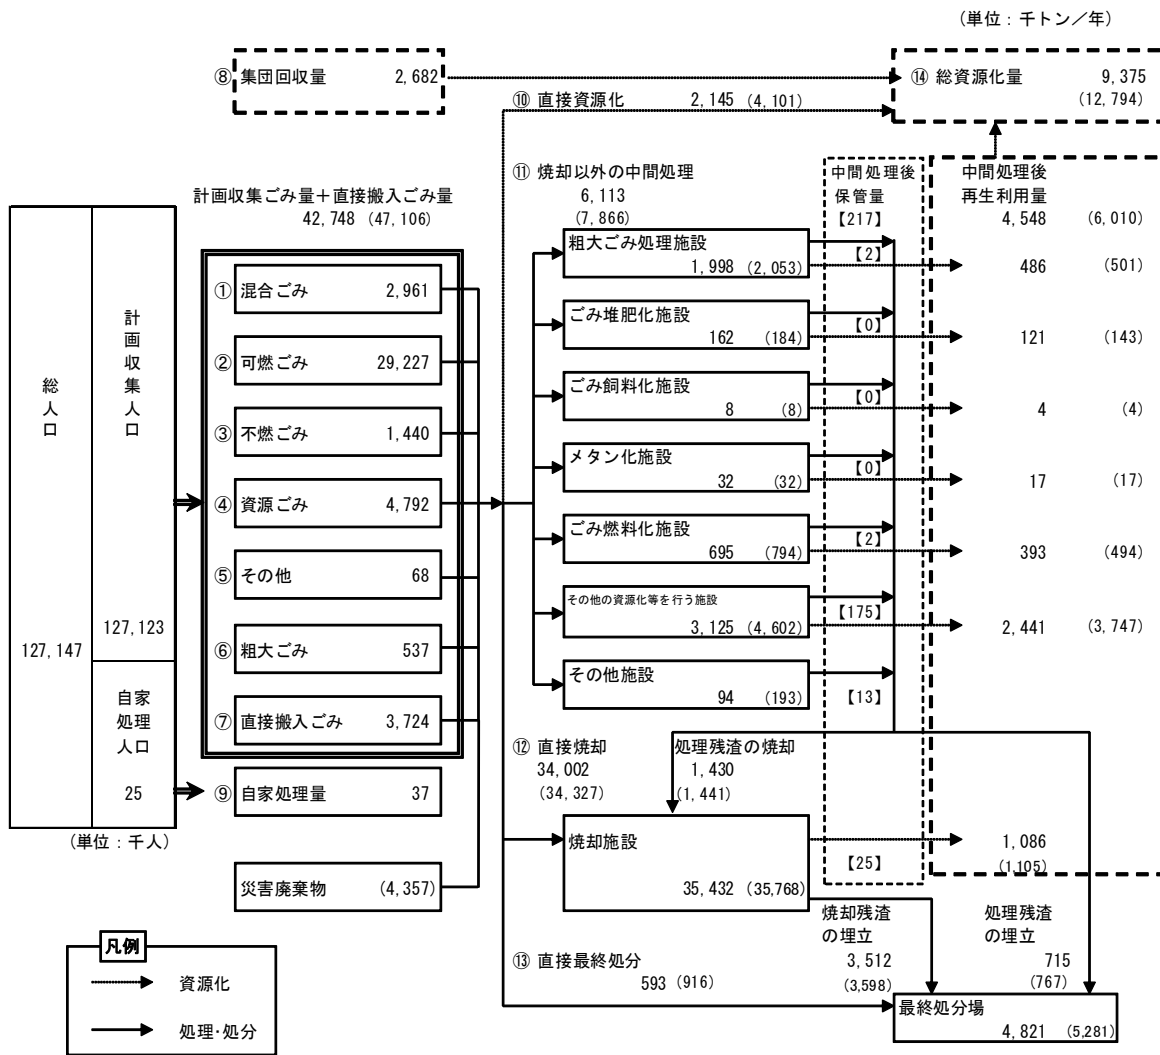 (単位：千トン／年)
⑧ 集団回収量 2,682
⑭ 総資源化量 9,375
(12,794)
⑩ 直接資源化 2,145 (4,101)
⑪ 焼却以外の中間処理
6,113
(7,866)
中間処理後
保管量
【217】
中間処理後
再生利用量
4,548 (6,010)
計画収集ごみ量＋直接搬入ごみ量
42,748 (47,106)
総人口
127,147
計画収集人口
127,123
自家
処理
人口
25
(単位：千人)
① 混合ごみ 2,961
② 可燃ごみ 29,227
③ 不燃ごみ 1,440
④ 資源ごみ 4,792
⑤ その他 68
⑥ 粗大ごみ 537
⑦ 直接搬入ごみ 3,724
⑨ 自家処理量 37
災害廃棄物 (4,357)
粗大ごみ処理施設
1,998 (2,053)
【2】
486 (501)
ごみ堆肥化施設
162 (184)
【0】
121 (143)
ごみ飼料化施設
8 (8)
【0】
4 (4)
メタン化施設
32 (32)
【0】
17 (17)
ごみ燃料化施設
695 (794)
【2】
393 (494)
その他の資源化等を行う施設
3,125 (4,602)
【175】
2,441 (3,747)
その他施設
94 (193)
【13】
⑫ 直接焼却
34,002
(34,327)
処理残渣の焼却
1,430
(1,441)
焼却施設
35,432 (35,768)
【25】
1,086
(1,105)
焼却残渣
の埋立
3,512
(3,598)
処理残渣
の埋立
715
(767)
⑬ 直接最終処分
593 (916)
最終処分場
4,821 (5,281)
凡例
資源化
処理・処分